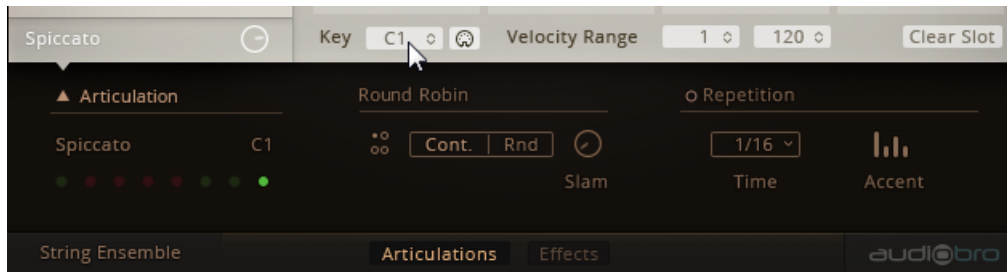 Spiccato Key C1 Velocity Range 1 120 Clear Slot
Articulation Round Robin Repetition
Spiccato C1 Cont. Rnd 1/16
Slam Time Accent
String Ensemble Articulations Effects audiobro